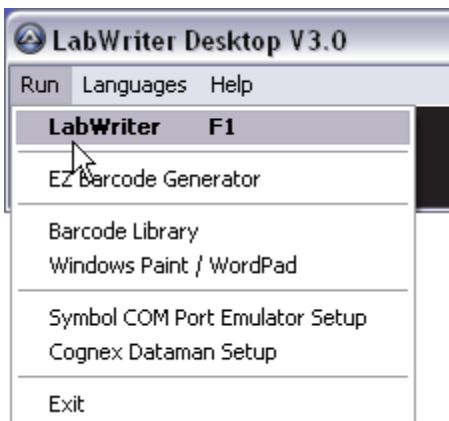 LabWriter Desktop V3.0
Run Languages Help
LabWriter F1
EZ Barcode Generator
Barcode Library
Windows Paint / WordPad
Symbol COM Port Emulator Setup
Cognex Dataman Setup
Exit